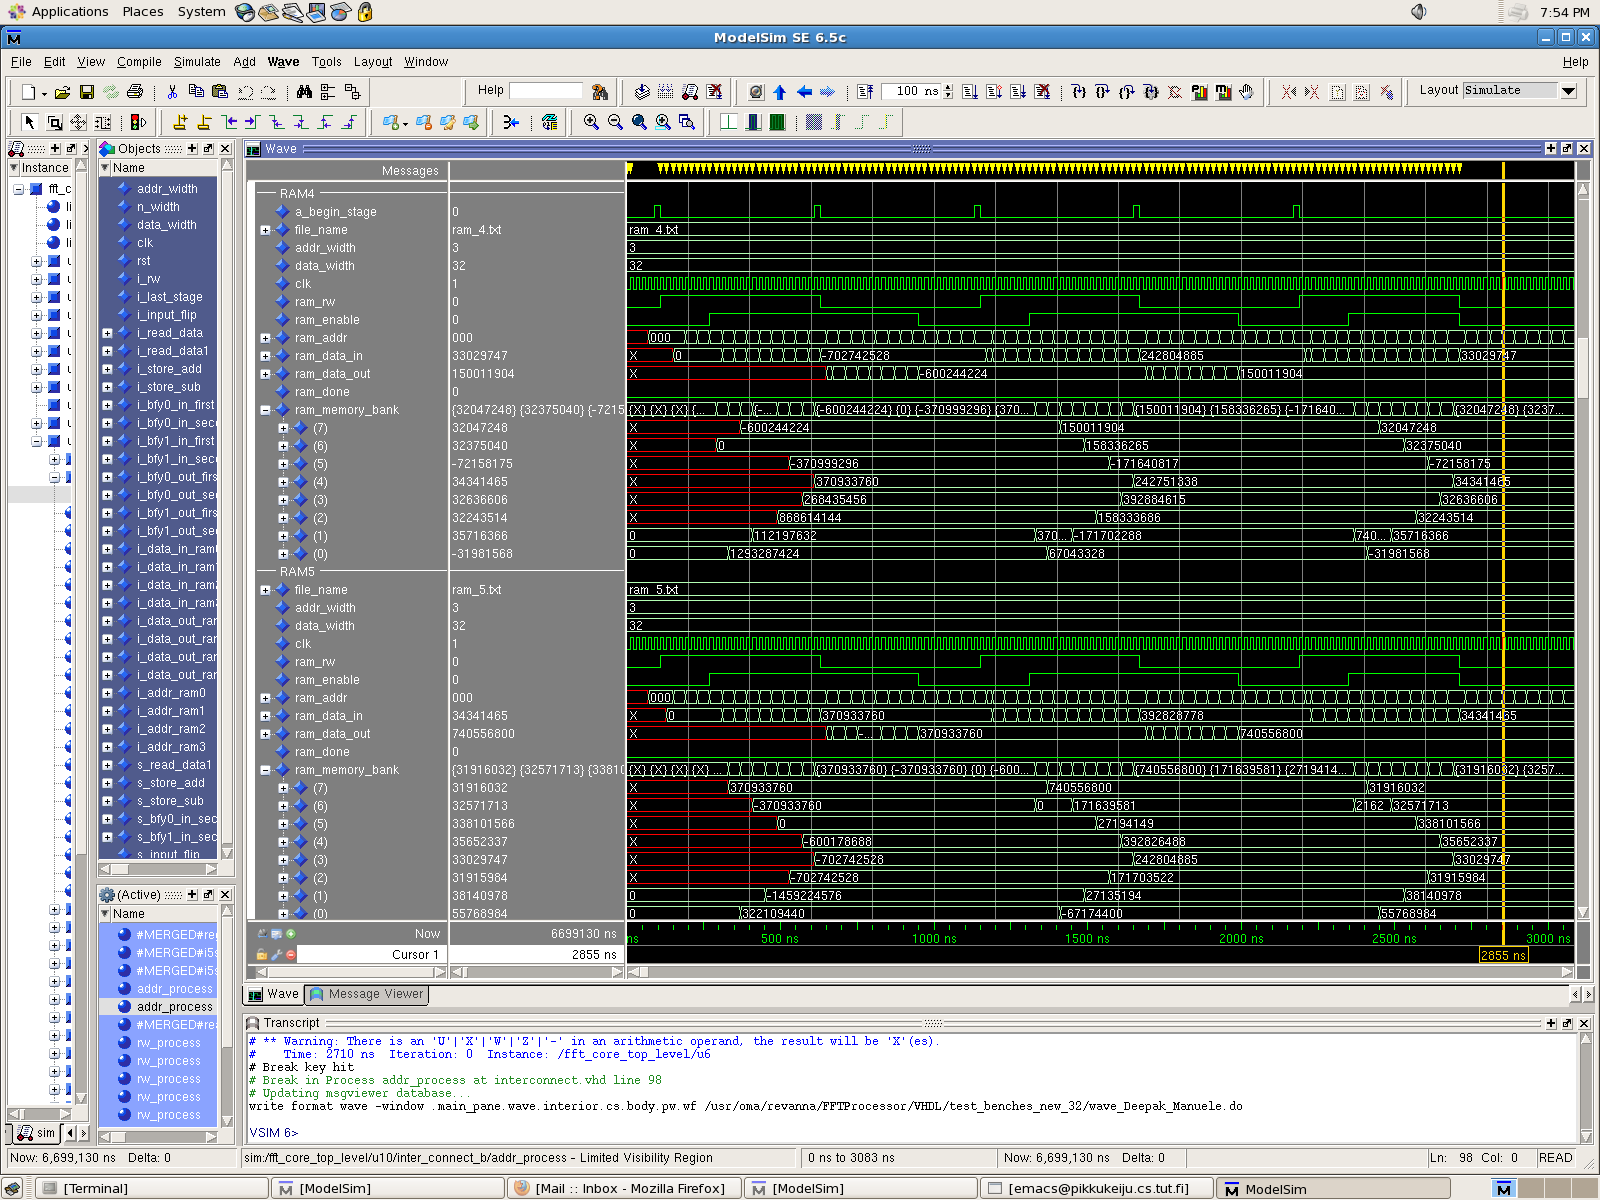 Applications Places System 7:54 PM
ModelSim SE 6.5c
File Edit View Compile Simulate Add Wave Tools Layout Window Help
Help 100 ns Layout Simulate
Instance
fft_c
Objects
Name
addr_width
n_width
data_width
clk
rst
i_rw
i_last_stage
i_input_flip
i_read_data
i_read_data1
i_store_add
i_store_sub
i_bfy0_in_first
i_bfy0_in_sec
i_bfy1_in_first
i_bfy1_in_sec
i_bfy0_out_firs
i_bfy0_out_se
i_bfy1_out_firs
i_bfy1_out_se
i_data_in_ram
i_data_in_ram
i_data_in_ram
i_data_in_ram
i_data_out_rar
i_data_out_rar
i_data_out_rar
i_data_out_rar
i_addr_ram0
i_addr_ram1
i_addr_ram2
i_addr_ram3
s_read_data1
s_store_add
s_store_sub
s_bfy0_in_sec
s_bfy1_in_sec
s_input_flip
(Active)
Name
#MERGED#re
#MERGED#i5s
#MERGED#i5s
addr_process
addr_process
#MERGED#re
rw_process
rw_process
rw_process
rw_process
rw_process
sim
Wave
Messages
RAM4
a_begin_stage 0
file_name ram_4.txt ram_4.txt
addr_width 3 3
data_width 32 32
clk 1
ram_rw 0
ram_enable 0
ram_addr 000 000
ram_data_in 33029747 X 0 -702742528 242804885 33029747
ram_data_out 150011904 X -600244224 150011904
ram_done 0
ram_memory_bank {32047248} {32375040} {-7215 {X} {X} {X} {... {-... {-600244224} {0} {-370999296} {370... {150011904} {158336265} {-171640... {32047248} {3237...
(7) 32047248 X -600244224 150011904 32047248
(6) 32375040 X 0 158336265 32375040
(5) -72158175 X -370999296 -171640817 -72158175
(4) 34341465 X 370933760 242751338 34341465
(3) 32636606 X 268435456 392884615 32636606
(2) 32243514 X 868614144 158333686 32243514
(1) 35716366 0 112197632 370... -171702288 740... 35716366
(0) -31981568 0 1293287424 67043328 -31981568
RAM5
file_name ram_5.txt ram_5.txt
addr_width 3 3
data_width 32 32
clk 1
ram_rw 0
ram_enable 0
ram_addr 000 000
ram_data_in 34341465 X 0 370933760 392828778 34341465
ram_data_out 740556800 X -... 370933760 740556800
ram_done 0
ram_memory_bank {31916032} {32571713} {33810 {X} {X} {X} {X} ... {370933760} {-370933760} {0} {-600... {740556800} {171639581} {2719414... {31916032} {3257...
(7) 31916032 X 370933760 740556800 31916032
(6) 32571713 X -370933760 0 171639581 2162 32571713
(5) 338101566 X 0 27194149 338101566
(4) 35652337 X -600178688 392826488 35652337
(3) 33029747 X -702742528 242804885 33029747
(2) 31915984 X -702742528 171703522 31915984
(1) 38140978 0 -1459224576 27135194 38140978
(0) 55768984 0 322109440 -67174400 55768984
Now 6699130 ns ns 500 ns 1000 ns 1500 ns 2000 ns 2500 ns 3000 ns
Cursor 1 2855 ns 2855 ns
Wave Message Viewer
Transcript
# ** Warning: There is an 'U'|'X'|'W'|'Z'|'-' in an arithmetic operand, the result will be 'X'(es).
# Time: 2710 ns Iteration: 0 Instance: /fft_core_top_level/u6
# Break key hit
# Break in Process addr_process at interconnect.vhd line 98
# Updating msgviewer database...
write format wave -window .main_pane.wave.interior.cs.body.pw.wf /usr/oma/revanna/FFTProcessor/VHDL/test_benches_new_32/wave_Deepak_Manuele.do
VSIM 6>
Now: 6,699,130 ns Delta: 0 sim:/fft_core_top_level/u10/inter_connect_b/addr_process - Limited Visibility Region 0 ns to 3083 ns Now: 6,699,130 ns Delta: 0 Ln: 98 Col: 0 READ
[Terminal] [ModelSim] [Mail :: Inbox - Mozilla Firefox] [ModelSim] [emacs@pikkukeiju.cs.tut.fi] ModelSim